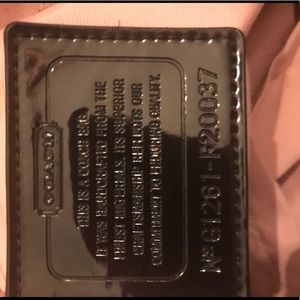 COACH
THIS IS A COACH BAG.
IT WAS HANDCRAFTED FROM THE
FINEST MATERIALS. ITS SUPERIOR
CRAFTSMANSHIP REFLECTS OUR
COMMITMENT TO ENDURING QUALITY.
Nº G1261-F20037